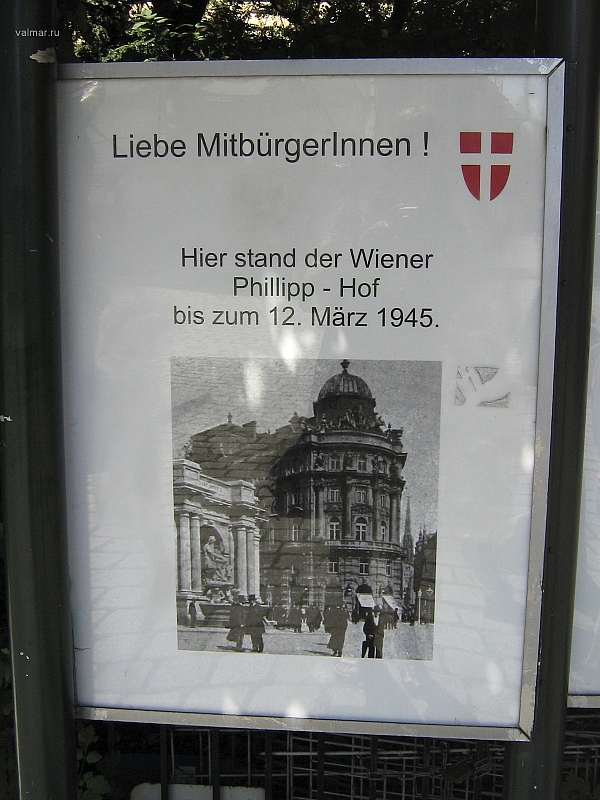 valmar.ru
Liebe MitbürgerInnen !
Hier stand der Wiener
Phillipp - Hof
bis zum 12. März 1945.